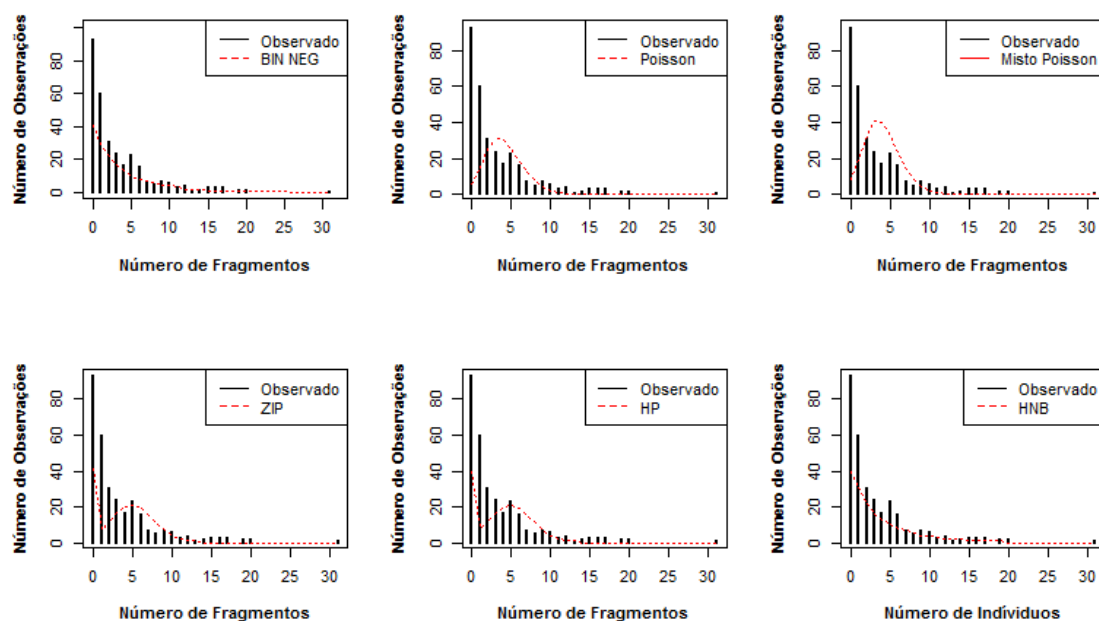 Número de Observações
80
60
40
20
0
Observado
BIN NEG
0 5 10 15 20 25 30
Número de Fragmentos
Número de Observações
80
60
40
20
0
Observado
Poisson
0 5 10 15 20 25 30
Número de Fragmentos
Número de Observações
80
60
40
20
0
Observado
Misto Poisson
0 5 10 15 20 25 30
Número de Fragmentos
Número de Observações
80
60
40
20
0
Observado
ZIP
0 5 10 15 20 25 30
Número de Fragmentos
Número de Observações
80
60
40
20
0
Observado
HP
0 5 10 15 20 25 30
Número de Fragmentos
Número de Observações
80
60
40
20
0
Observado
HNB
0 5 10 15 20 25 30
Número de Indíviduos